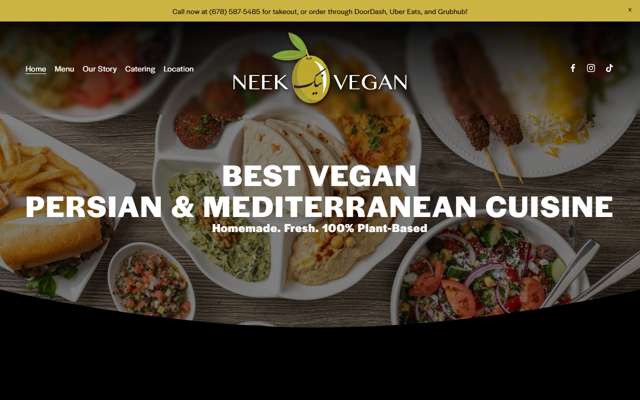 Call now at (678) 587-5485 for takeout, or order through DoorDash, Uber Eats, and Grubhub!
Home Menu Our Story Catering Location
NEEK نیک VEGAN
BEST VEGAN
PERSIAN & MEDITERRANEAN CUISINE
Homemade. Fresh. 100% Plant-Based